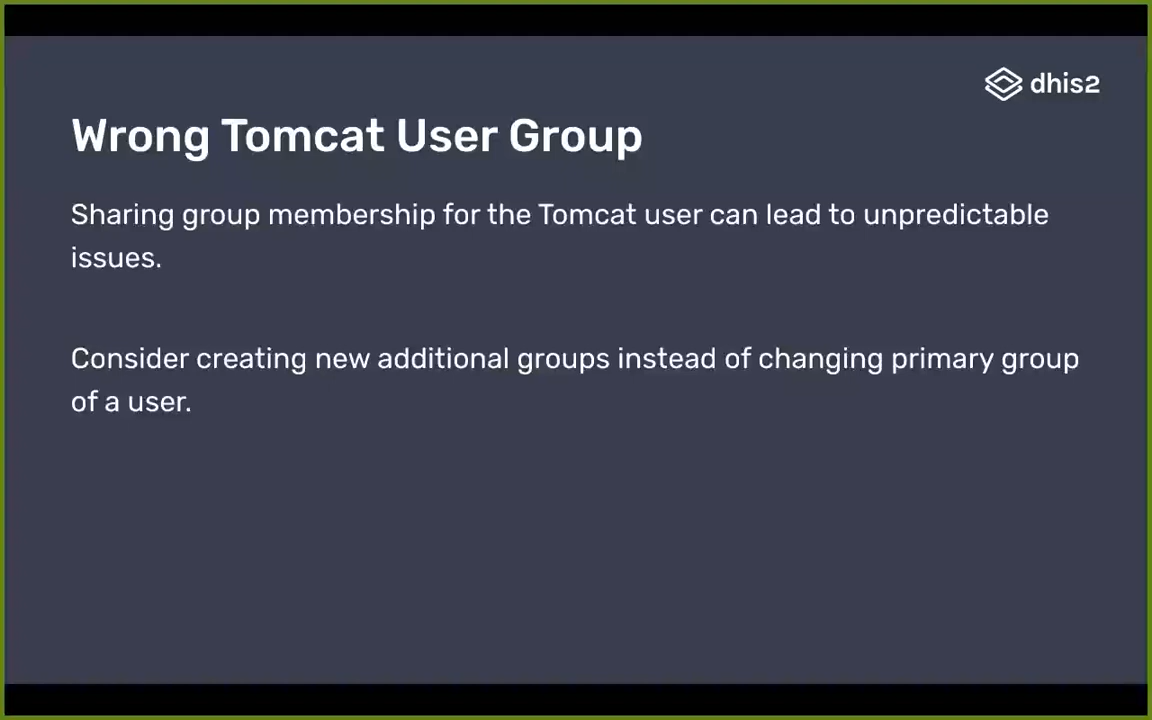 dhis2
Wrong Tomcat User Group
Sharing group membership for the Tomcat user can lead to unpredictable
issues.
Consider creating new additional groups instead of changing primary group
of a user.